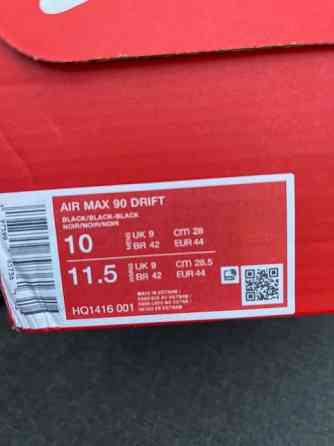 AIR MAX 90 DRIFT
BLACK/BLACK-BLACK
NOIR/NOIR/NOIR
10 UK 9 cm 28
BR 42 EUR 44
11.5 UK 9 cm 28.5
BR 42 EUR 44
HQ1416 001
MADE IN VIETNAM